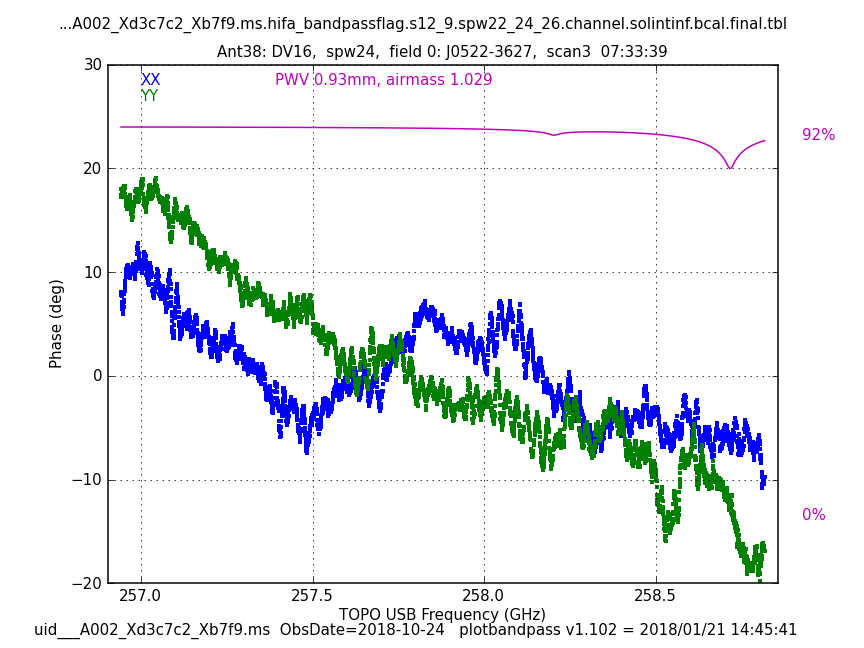 ...A002_Xd3c7c2_Xb7f9.ms.hifa_bandpassflag.s12_9.spw22_24_26.channel.solintinf.bcal.final.tbl
Ant38: DV16,  spw24,  field 0: J0522-3627,  scan3  07:33:39
30
XX
PWV 0.93mm, airmass 1.029
YY
92%
20
10
Phase (deg)
0
−10
0%
−20
257.0 257.5 258.0 258.5
TOPO USB Frequency (GHz)
uid___A002_Xd3c7c2_Xb7f9.ms  ObsDate=2018-10-24   plotbandpass v1.102 = 2018/01/21 14:45:41